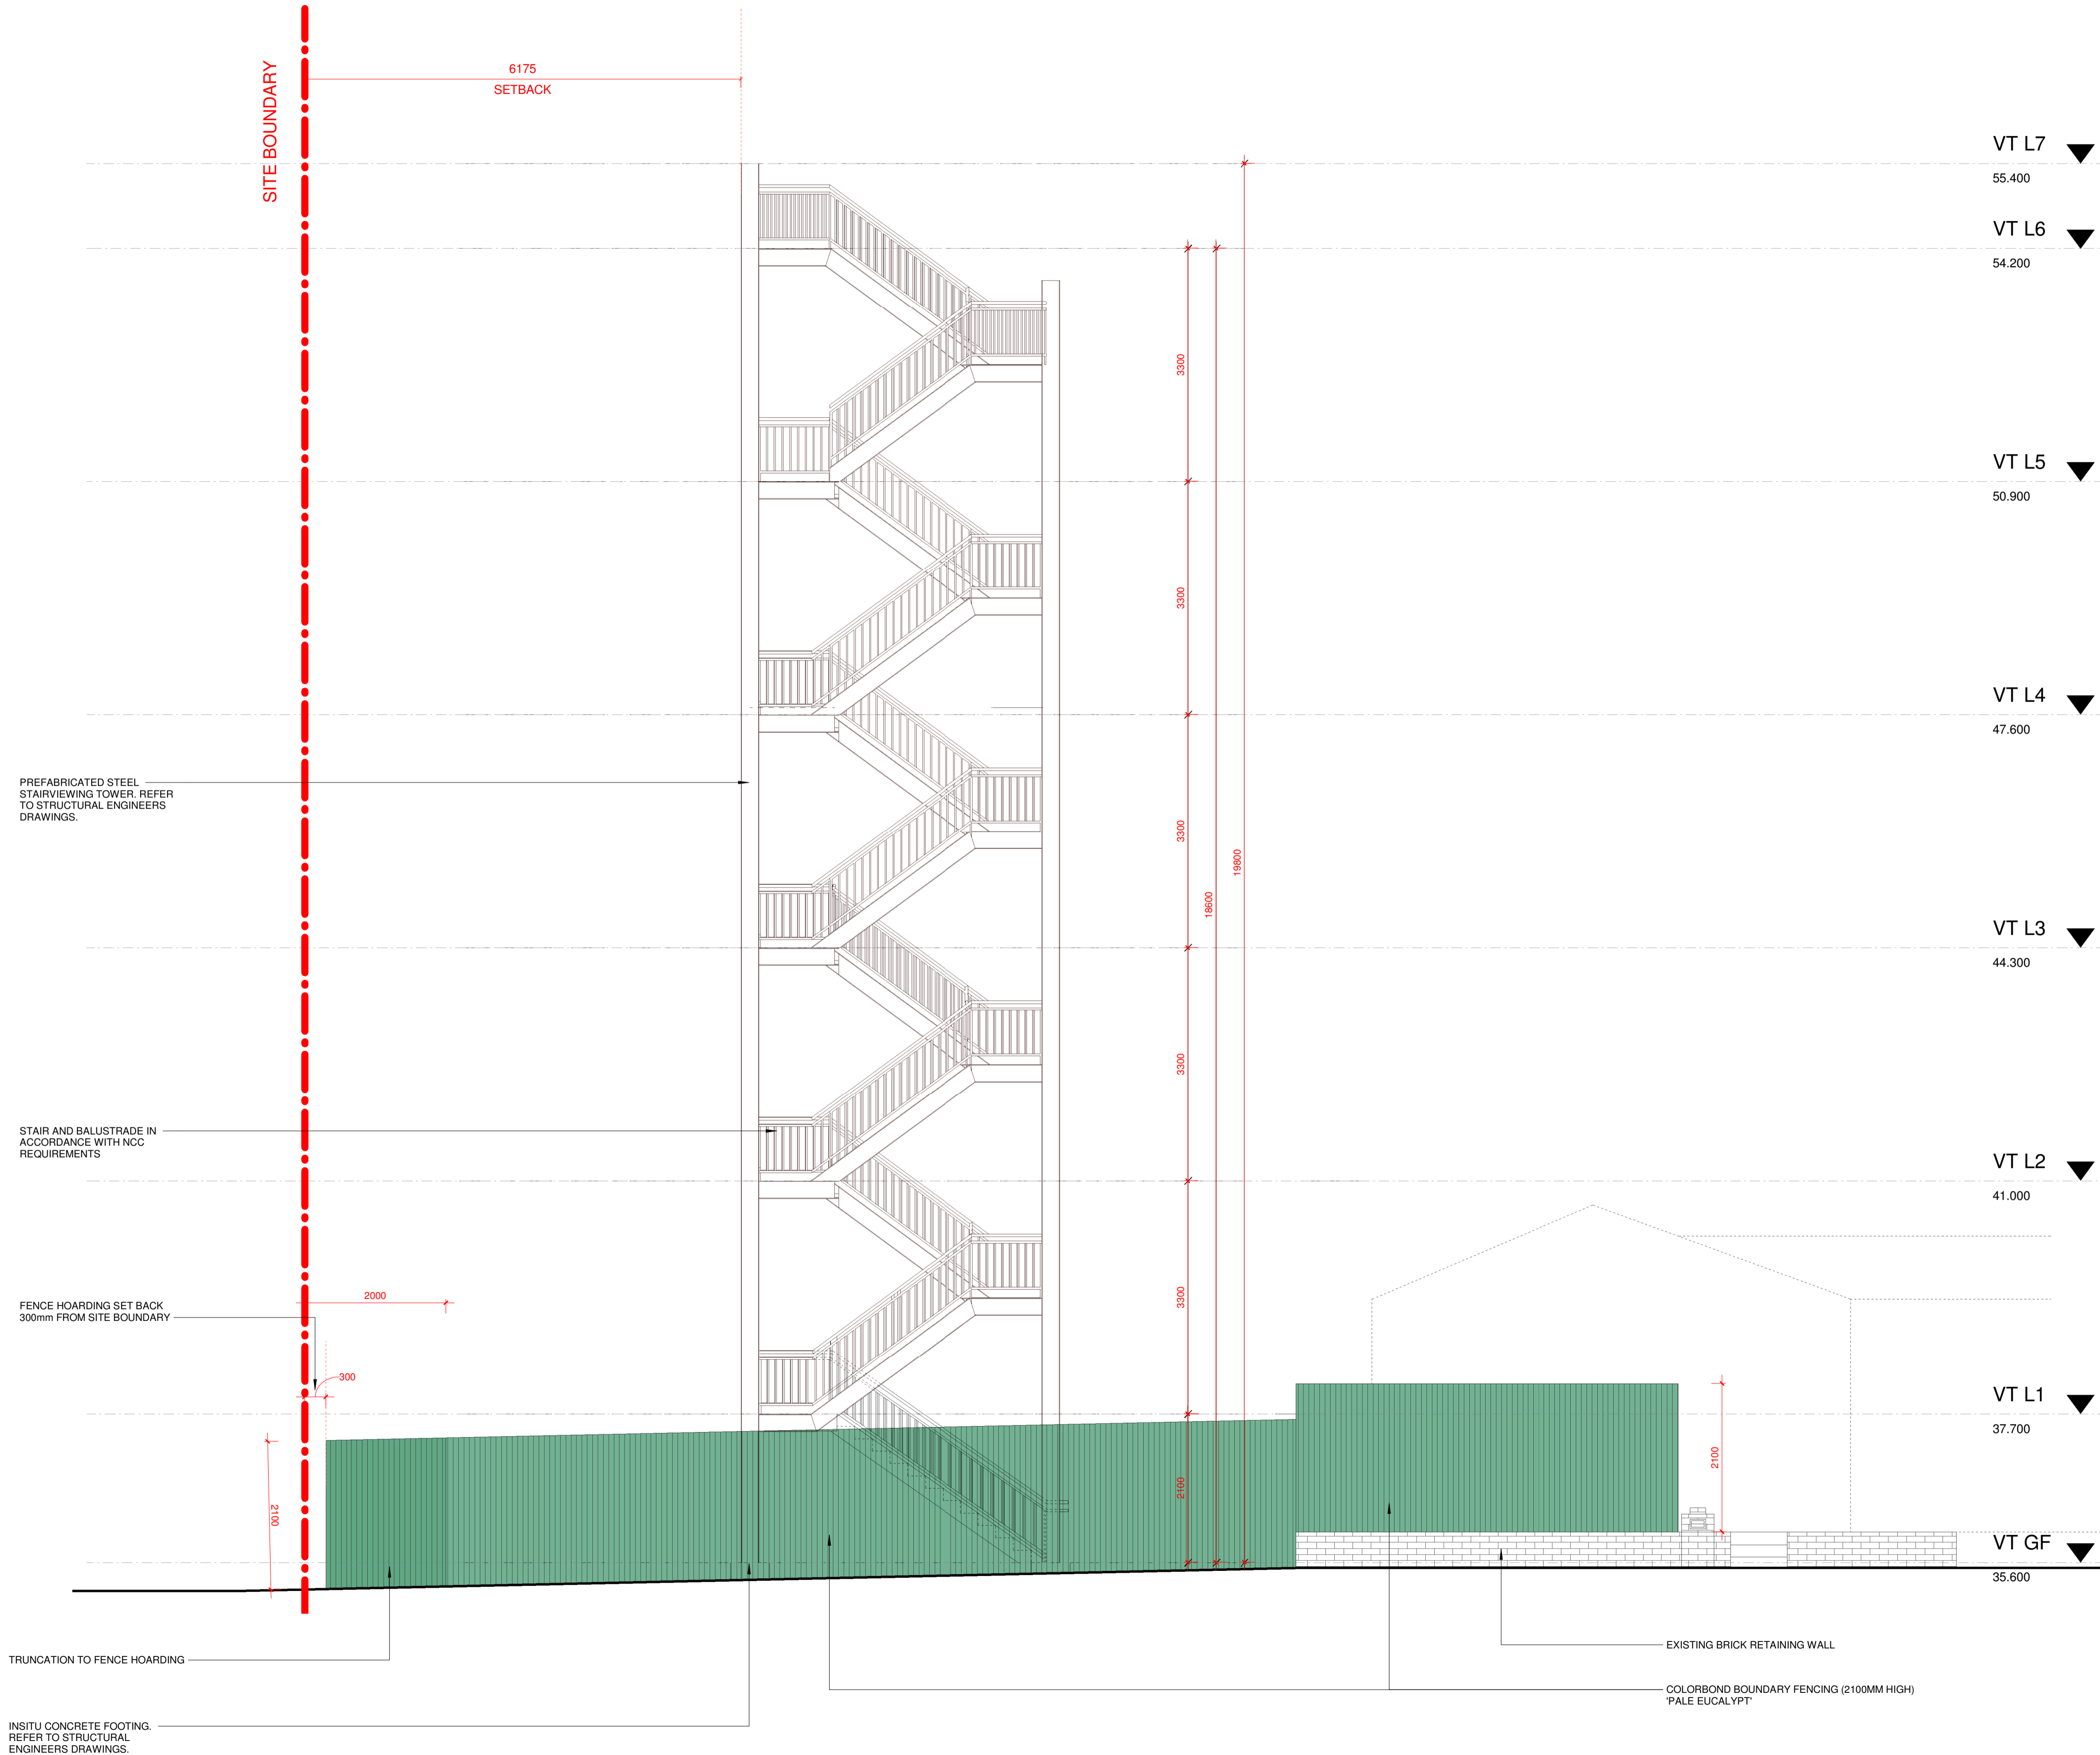 SITE BOUNDARY
6175
SETBACK
VT L7
55.400
VT L6
54.200
3300
VT L5
50.900
3300
VT L4
47.600
PREFABRICATED STEEL
STAIRVIEWING TOWER. REFER
TO STRUCTURAL ENGINEERS
DRAWINGS.
3300
19800
18600
VT L3
44.300
3300
STAIR AND BALUSTRADE IN
ACCORDANCE WITH NCC
REQUIREMENTS
VT L2
41.000
2000
3300
FENCE HOARDING SET BACK
300mm FROM SITE BOUNDARY
300
VT L1
37.700
2100
2100
2100
VT GF
35.600
TRUNCATION TO FENCE HOARDING
EXISTING BRICK RETAINING WALL
COLORBOND BOUNDARY FENCING (2100MM HIGH)
'PALE EUCALYPT'
INSITU CONCRETE FOOTING.
REFER TO STRUCTURAL
ENGINEERS DRAWINGS.